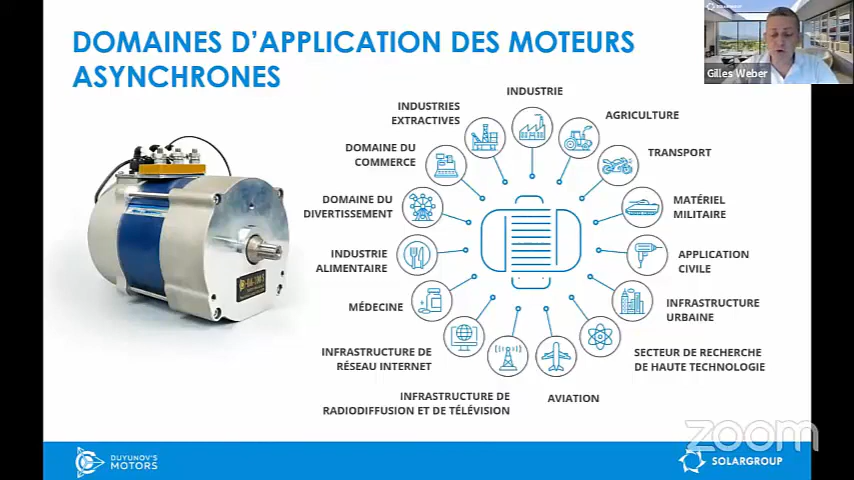 DOMAINES D'APPLICATION DES MOTEURS
ASYNCHRONES
SOLARGROUP
Gilles Weber
INDUSTRIE
INDUSTRIES
EXTRACTIVES
AGRICULTURE
DOMAINE DU
COMMERCE
TRANSPORT
DOMAINE DU
DIVERTISSEMENT
MATÉRIEL
MILITAIRE
INDUSTRIE
ALIMENTAIRE
APPLICATION
CIVILE
MÉDECINE
INFRASTRUCTURE
URBAINE
INFRASTRUCTURE DE
RÉSEAU INTERNET
SECTEUR DE RECHERCHE
DE HAUTE TECHNOLOGIE
INFRASTRUCTURE DE
RADIODIFFUSION ET DE TÉLÉVISION
AVIATION
zoom
DUYUNOV'S
MOTORS
SOLARGROUP